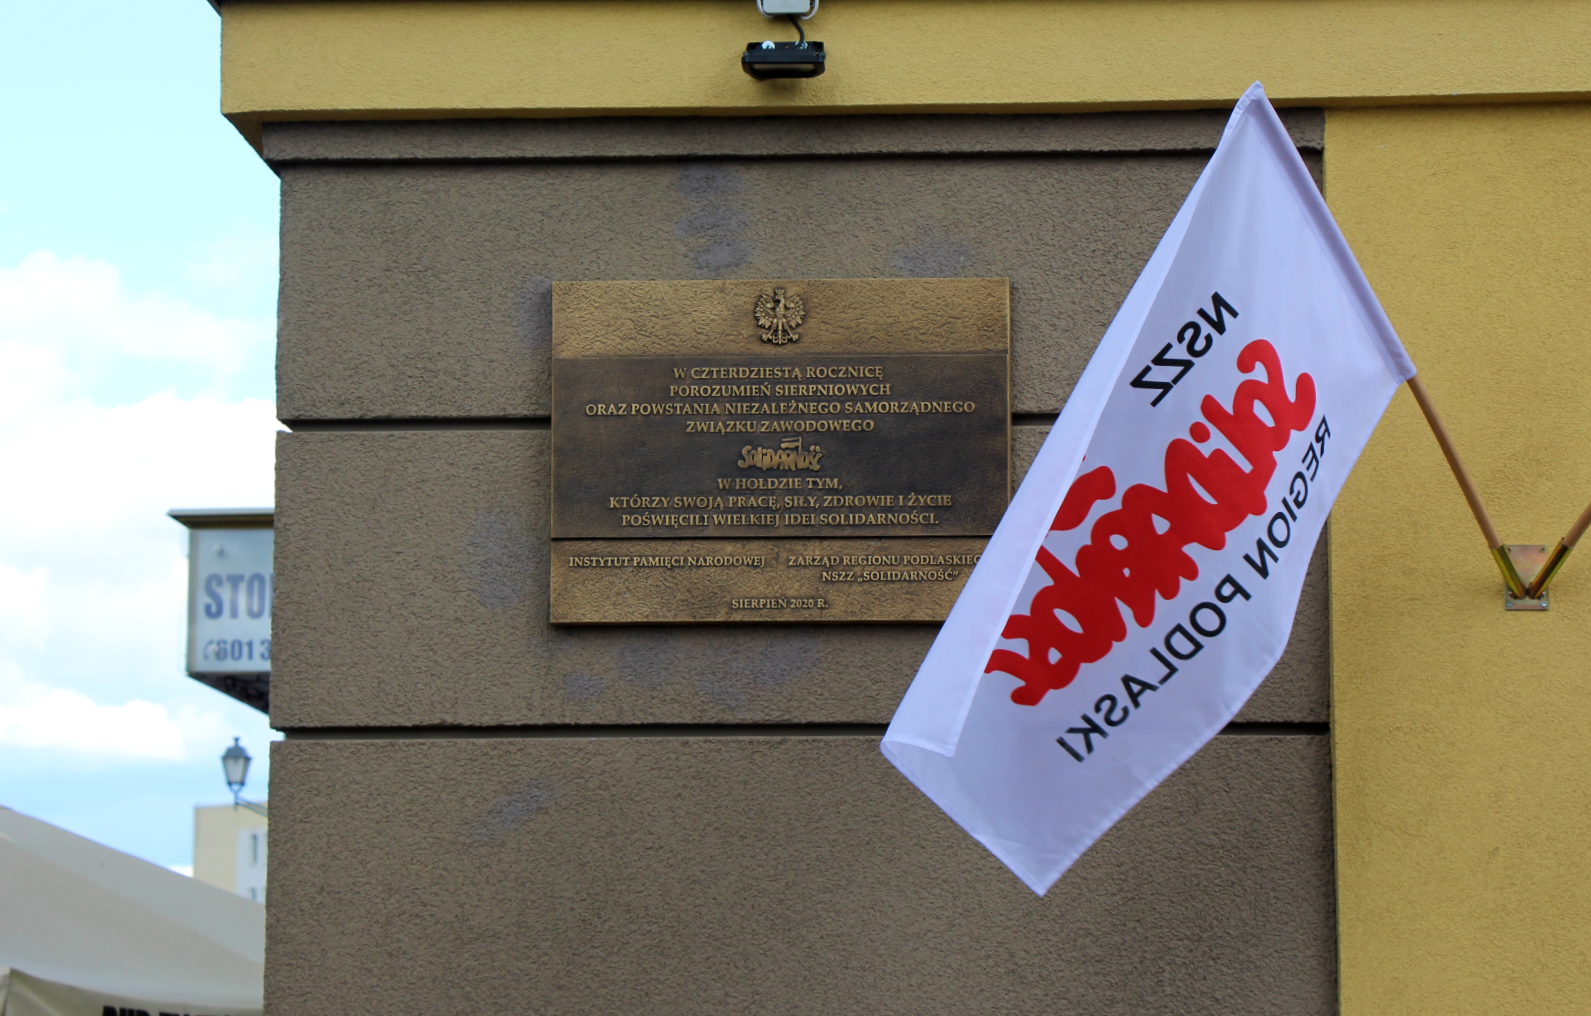 W CZTERDZIESTĄ ROCZNICĘ
POROZUMIEŃ SIERPNIOWYCH
ORAZ POWSTANIA NIEZALEŻNEGO SAMORZĄDNEGO
ZWIĄZKU ZAWODOWEGO
SOLIDARNOŚĆ
W HOŁDZIE TYM,
KTÓRZY SWOJĄ PRACĘ, SIŁY, ZDROWIE I ŻYCIE
POŚWIĘCILI WIELKIEJ IDEI SOLIDARNOŚCI.
INSTYTUT PAMIĘCI NARODOWEJ
ZARZĄD REGIONU PODLASKIEG
NSZZ „SOLIDARNOŚĆ”
SIERPIEŃ 2020 R.
NSZZ
SOLIDARNOŚĆ
REGION PODLASKI
STO
601 3